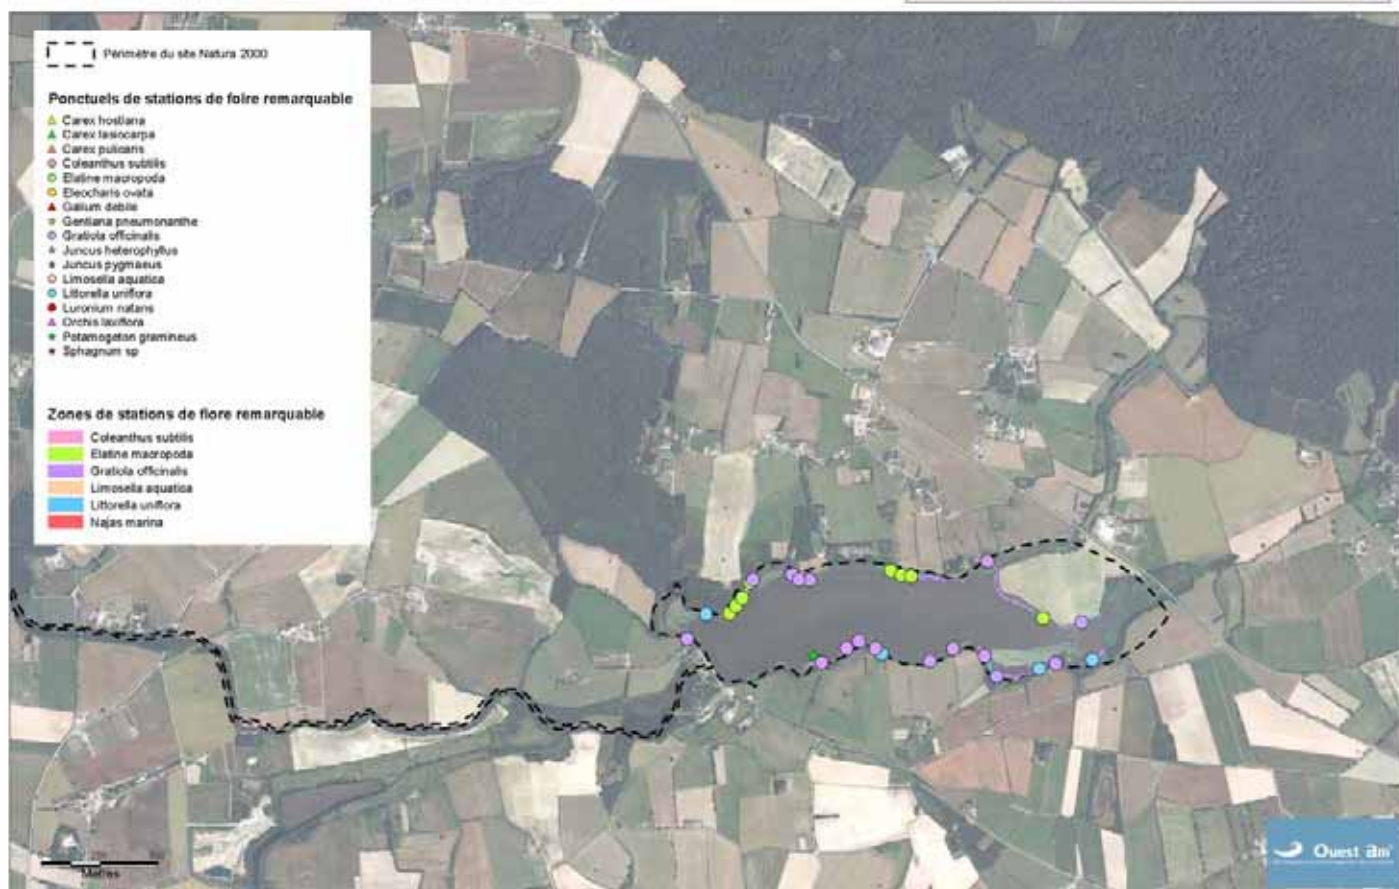 Périmètre du site Natura 2000
Ponctuels de stations de folre remarquable
Carex hostiana
Carex lasiocarpa
Carex pulicaris
Coleanthus subtilis
Elatine macropoda
Eleocharis ovata
Galium debile
Gentiana pneumonanthe
Gratiola officinalis
Juncus heterophyllus
Juncus pygmaeus
Limosella aquatica
Littorella uniflora
Luronium natans
Orchis laxiflora
Potamogeton gramineus
Sphagnum sp
Zones de stations de flore remarquable
Coleanthus subtilis
Elatine macropoda
Gratiola officinalis
Limosella aquatica
Littorella uniflora
Najas marina
Mètres
Ouest am'